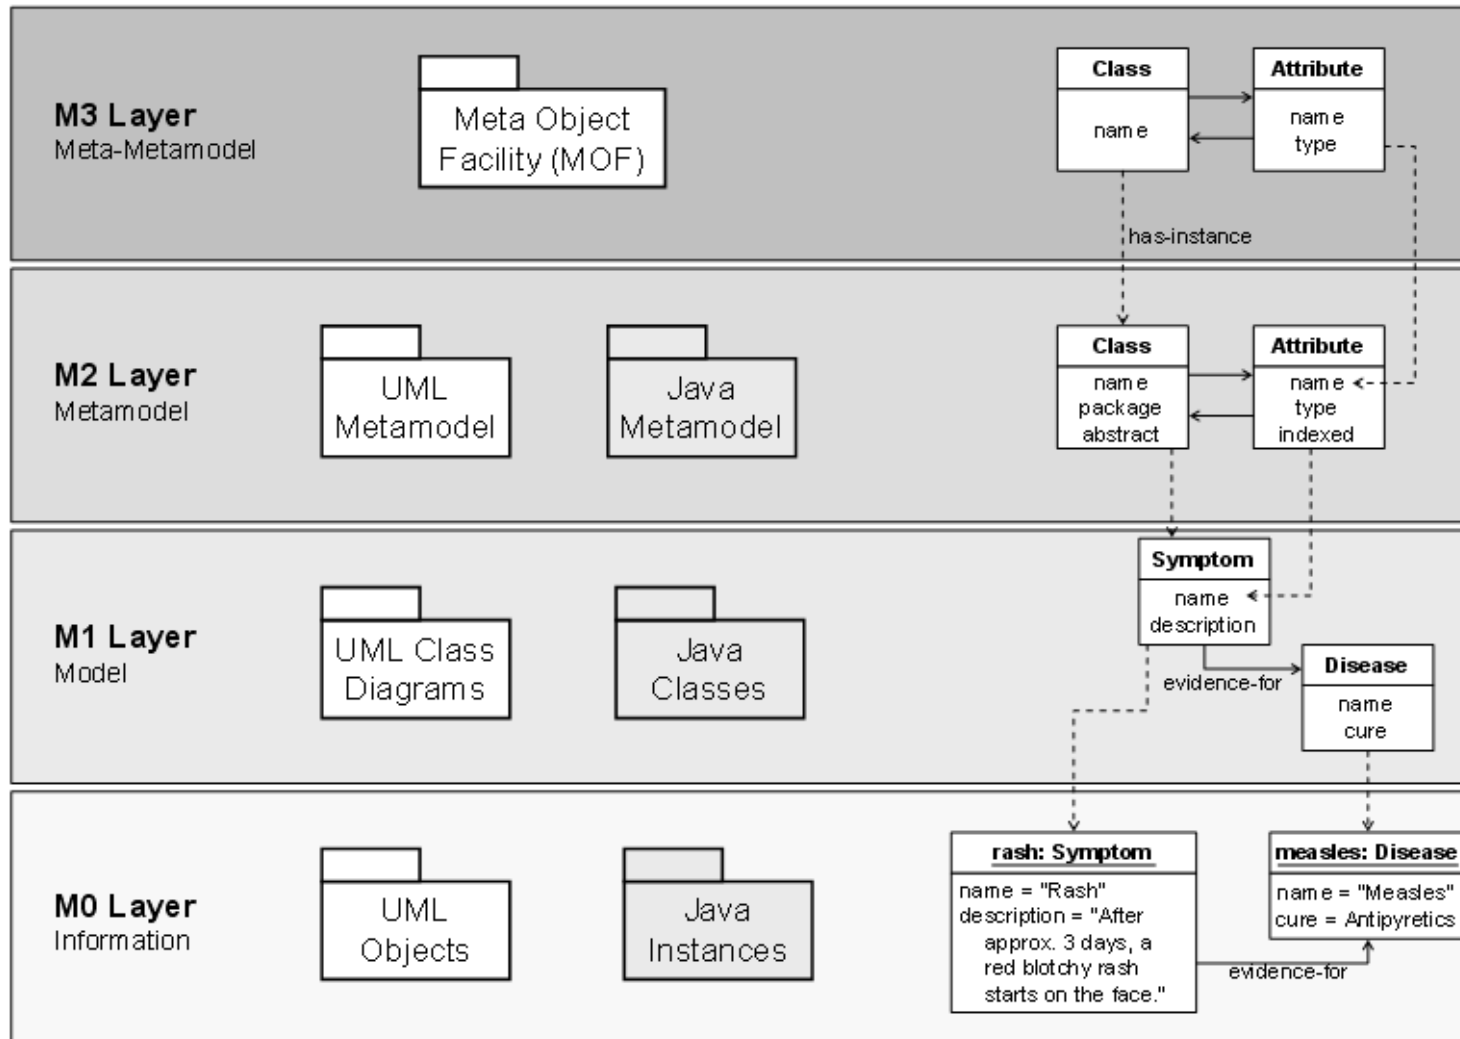 M3 Layer
Meta-Metamodel
Meta Object
Facility (MOF)
Class
name
Attribute
name
type
has-instance
M2 Layer
Metamodel
UML
Metamodel
Java
Metamodel
Class
name
package
abstract
Attribute
name
type
indexed
M1 Layer
Model
UML Class
Diagrams
Java
Classes
Symptom
name
description
evidence-for
Disease
name
cure
M0 Layer
Information
UML
Objects
Java
Instances
rash: Symptom
name = "Rash"
description = "After
approx. 3 days, a
red blotchy rash
starts on the face."
evidence-for
measles: Disease
name = "Measles"
cure = Antipyretics